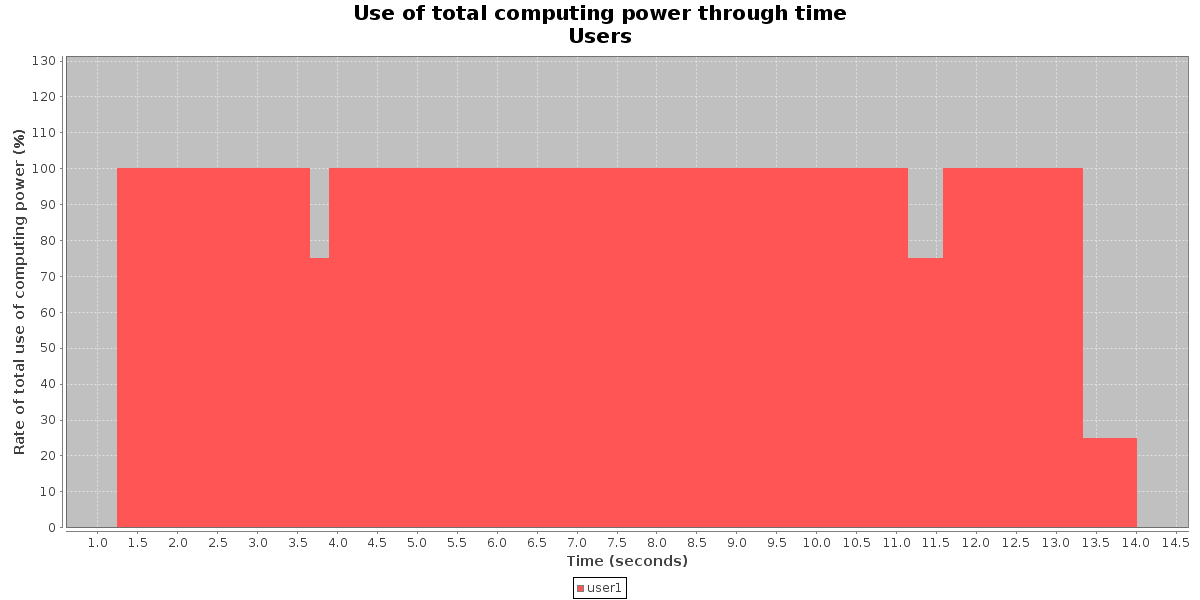 Use of total computing power through time
Users
Rate of total use of computing power (%)
130
120
110
100
90
80
70
60
50
40
30
20
10
0
1.0 1.5 2.0 2.5 3.0 3.5 4.0 4.5 5.0 5.5 6.0 6.5 7.0 7.5 8.0 8.5 9.0 9.5 10.0 10.5 11.0 11.5 12.0 12.5 13.0 13.5 14.0 14.5
Time (seconds)
user1